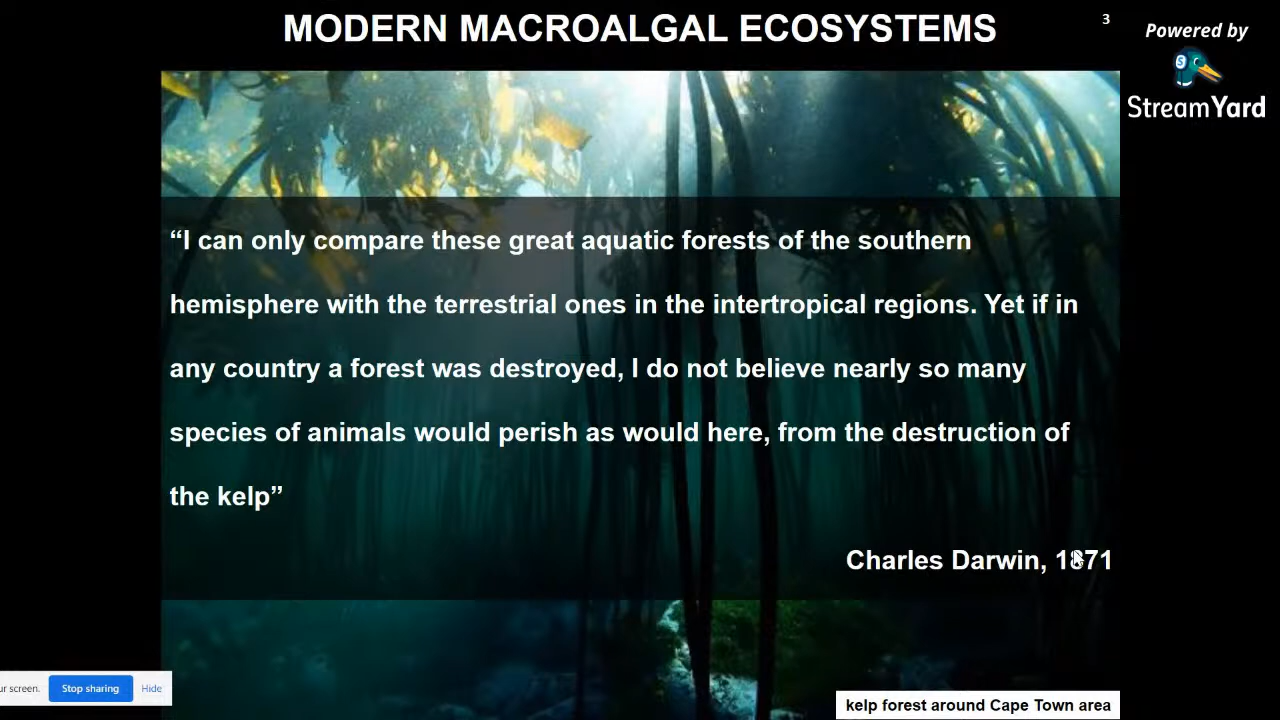 MODERN MACROALGAL ECOSYSTEMS
3
Powered by
StreamYard
“I can only compare these great aquatic forests of the southern
hemisphere with the terrestrial ones in the intertropical regions. Yet if in
any country a forest was destroyed, I do not believe nearly so many
species of animals would perish as would here, from the destruction of
the kelp”
Charles Darwin, 1871
ur screen.
Stop sharing
Hide
kelp forest around Cape Town area